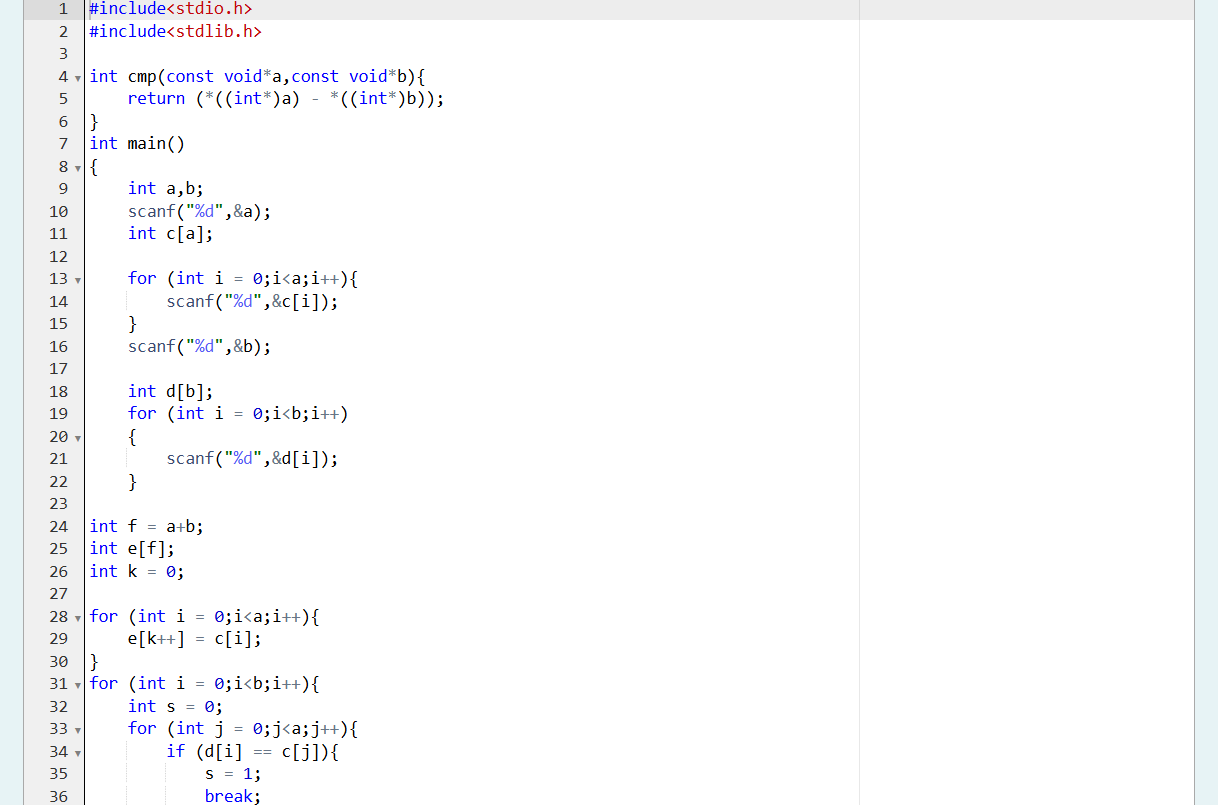 1 #include<stdio.h>
2 #include<stdlib.h>
3
4 int cmp(const void*a,const void*b){
5     return (*((int*)a) - *((int*)b));
6 }
7 int main()
8 {
9     int a,b;
10     scanf("%d",&a);
11     int c[a];
12
13     for (int i = 0;i<a;i++){
14         scanf("%d",&c[i]);
15     }
16     scanf("%d",&b);
17
18     int d[b];
19     for (int i = 0;i<b;i++)
20     {
21         scanf("%d",&d[i]);
22     }
23
24 int f = a+b;
25 int e[f];
26 int k = 0;
27
28 for (int i = 0;i<a;i++){
29     e[k++] = c[i];
30 }
31 for (int i = 0;i<b;i++){
32     int s = 0;
33     for (int j = 0;j<a;j++){
34         if (d[i] == c[j]){
35             s = 1;
36             break;